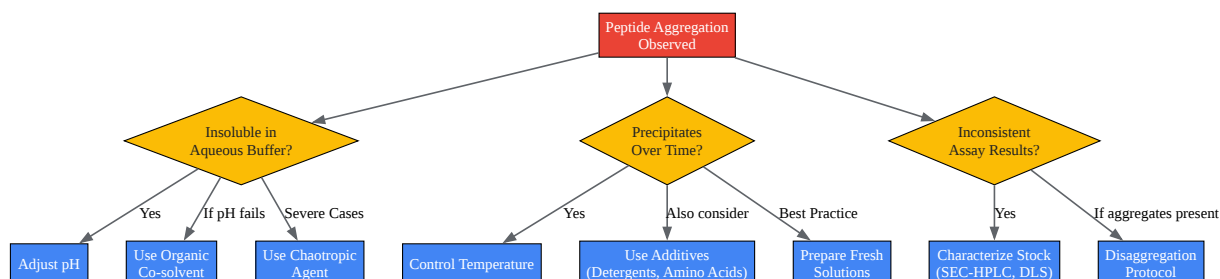 Peptide Aggregation
Observed
Insoluble in
Aqueous Buffer?
Precipitates
Over Time?
Inconsistent
Assay Results?
Yes
If pH fails
Severe Cases
Yes
Also consider
Best Practice
Yes
If aggregates present
Adjust pH
Use Organic
Co-solvent
Use Chaotropic
Agent
Control Temperature
Use Additives
(Detergents, Amino Acids)
Prepare Fresh
Solutions
Characterize Stock
(SEC-HPLC, DLS)
Disaggregation
Protocol